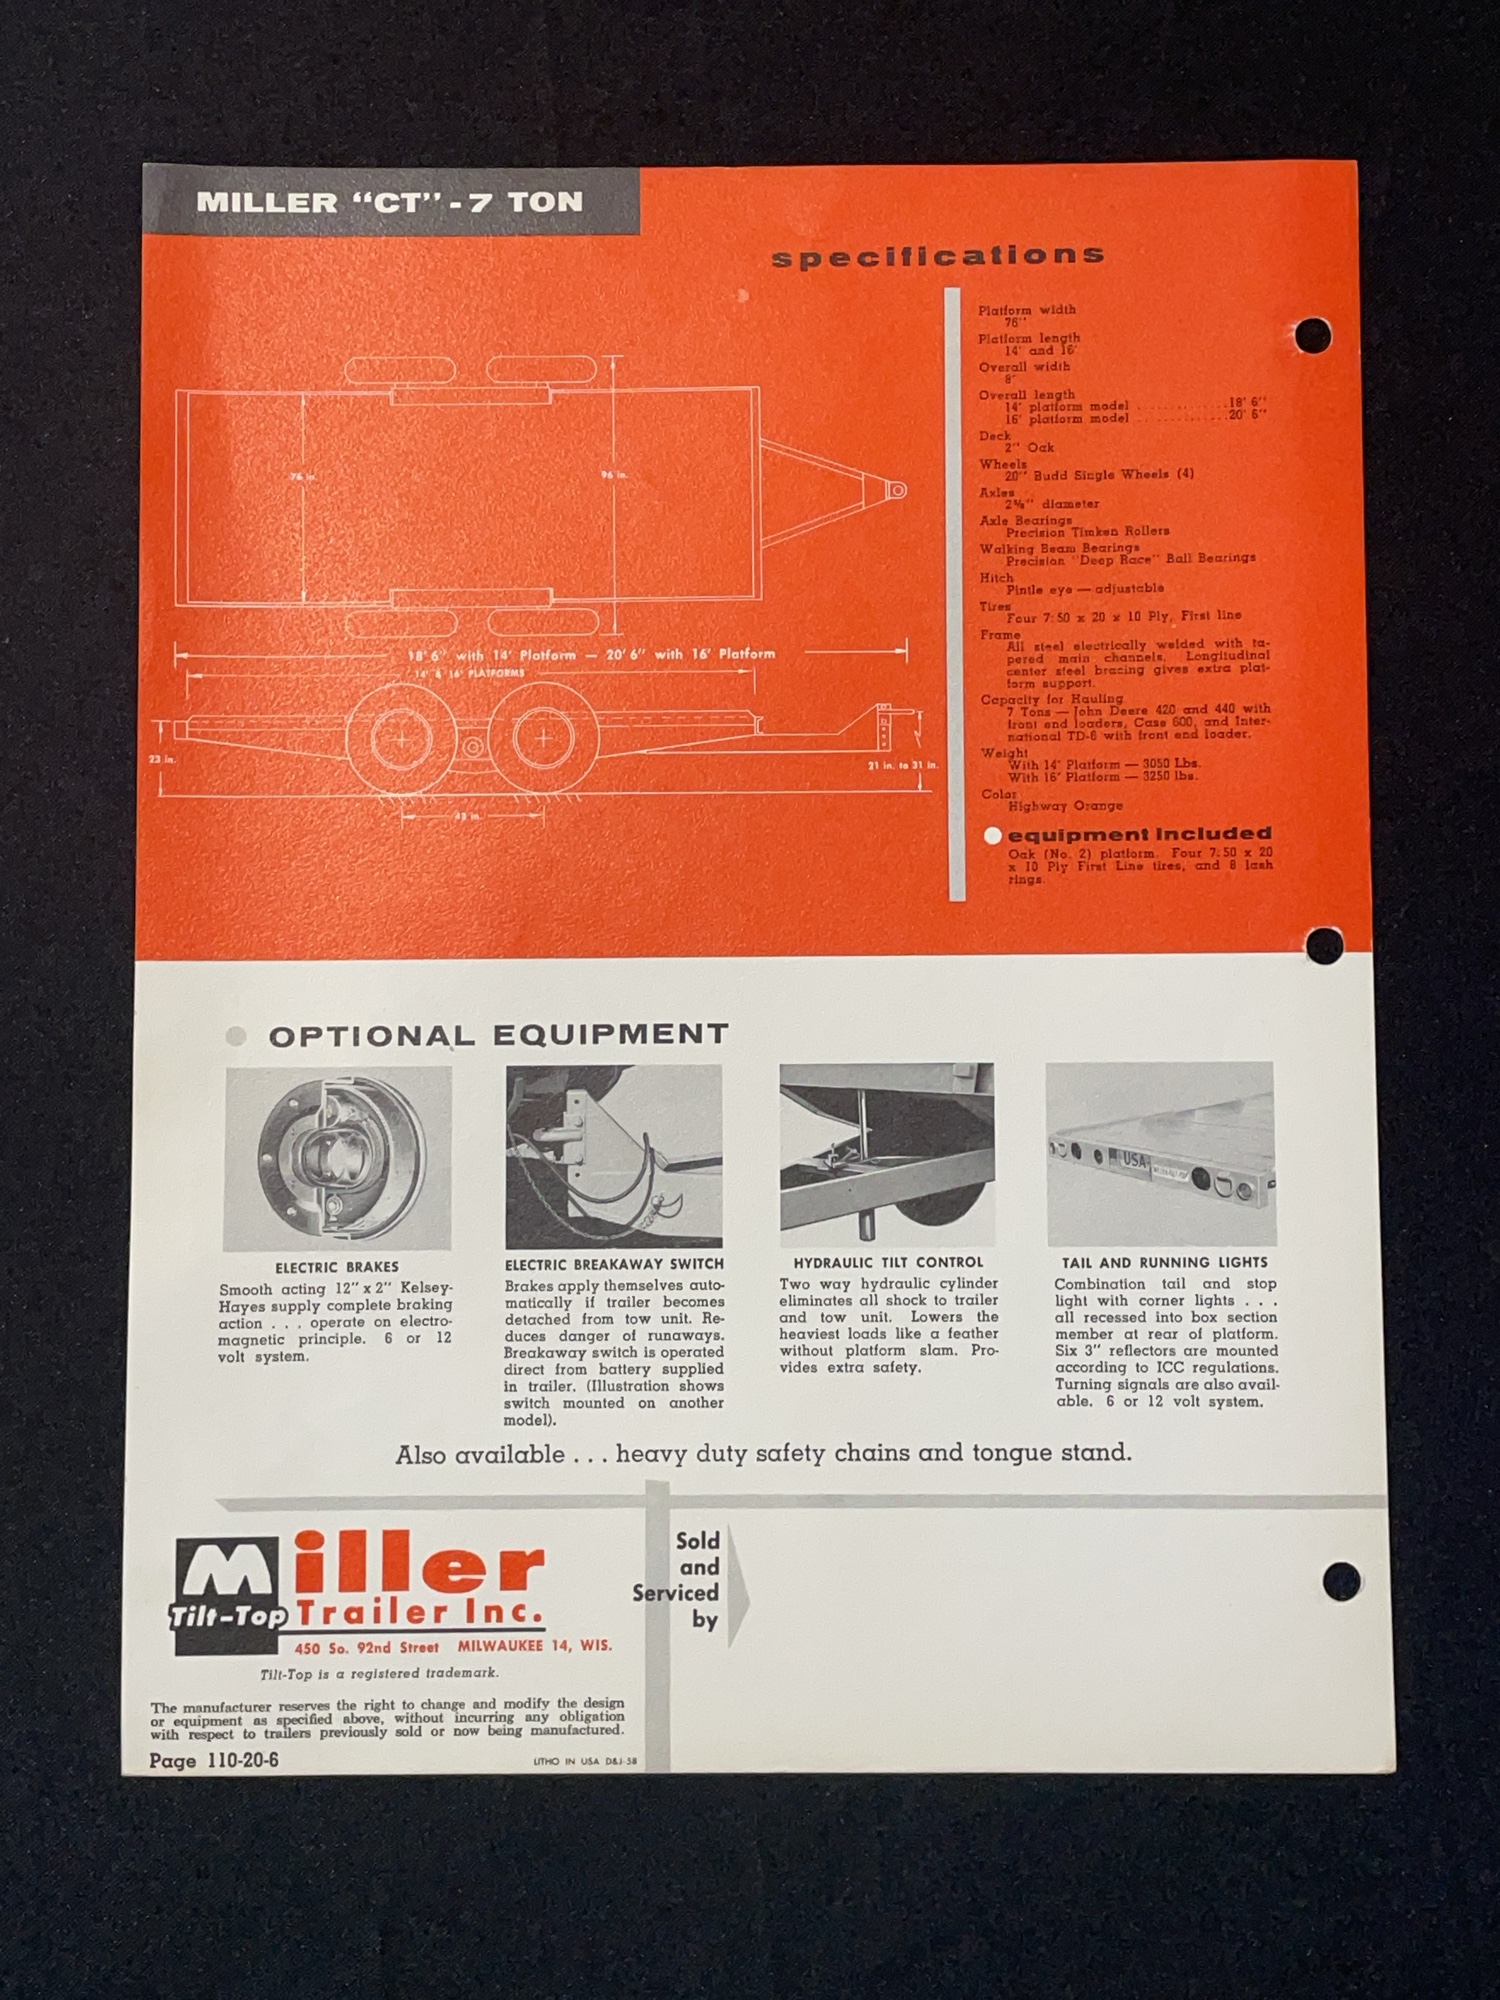 MILLER “CT” - 7 TON
specifications
76 in.
96 in.
18' 6" with 14' Platform — 20' 6" with 16' Platform
14' & 16' PLATFORMS
23 in.
21 in. to 31 in.
in.
Platform width
76"
Platform length
14' and 16'
Overall width
Overall length
14' platform model ............. 18' 6"
16' platform model ............. 20' 6"
Deck
2" Oak
Wheels
20" Budd Single Wheels (4)
Axles
diameter
Axle Bearings
Precision Timken Rollers
Walking Beam Bearings
Precision "Deep Race" Ball Bearings
Hitch
Pintle eye — adjustable
Tires
Four 7:50 x 20 x 10 Ply, First line
Frame
All steel electrically welded with ta-
pered main channels. Longitudinal
center steel bracing gives extra plat-
form support.
Capacity for Hauling
7 Tons — John Deere 420 and 440 with
front end loaders, Case 600, and Inter-
national TD-6 with front end loader.
Weight
With 14' Platform — 3050 Lbs.
With 16' Platform — 3250 lbs.
Color
Highway Orange
equipment included
Oak (No. 2) platform. Four 7:50 x 20
x 10 Ply First Line tires, and 8 lash
rings.
OPTIONAL EQUIPMENT
USA
ELECTRIC BRAKES
Smooth acting 12" x 2" Kelsey-
Hayes supply complete braking
action . . . operate on electro-
magnetic principle. 6 or 12
volt system.
ELECTRIC BREAKAWAY SWITCH
Brakes apply themselves auto-
matically if trailer becomes
detached from tow unit. Re-
duces danger of runaways.
Breakaway switch is operated
direct from battery supplied
in trailer. (Illustration shows
switch mounted on another
model).
HYDRAULIC TILT CONTROL
Two way hydraulic cylinder
eliminates all shock to trailer
and tow unit. Lowers the
heaviest loads like a feather
without platform slam. Pro-
vides extra safety.
TAIL AND RUNNING LIGHTS
Combination tail and stop
light with corner lights . . .
all recessed into box section
member at rear of platform.
Six 3" reflectors are mounted
according to ICC regulations.
Turning signals are also avail-
able. 6 or 12 volt system.
Also available . . . heavy duty safety chains and tongue stand.
Miller
Tilt-Top Trailer Inc.
450 So. 92nd Street MILWAUKEE 14, WIS.
Tilt-Top is a registered trademark.
The manufacturer reserves the right to change and modify the design
or equipment as specified above, without incurring any obligation
with respect to trailers previously sold or now being manufactured.
Page 110-20-6
LITHO IN USA D&J-58
Sold
and
Serviced
by